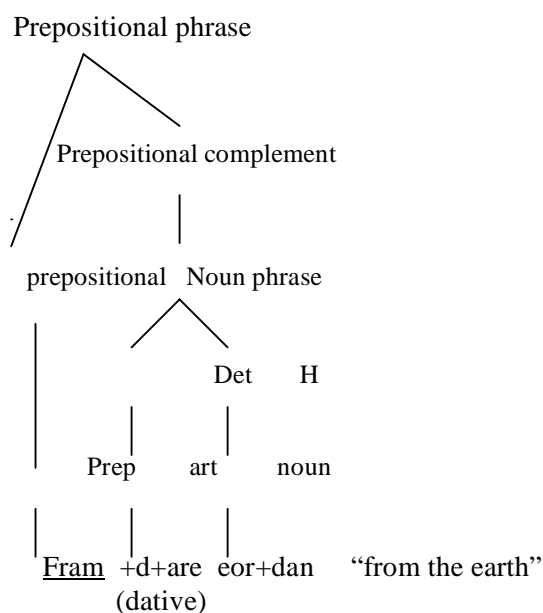 Prepositional phrase
Prepositional complement
prepositional Noun phrase
Det H
Prep art noun
Fram +d+are eor+dan “from the earth”
(dative)